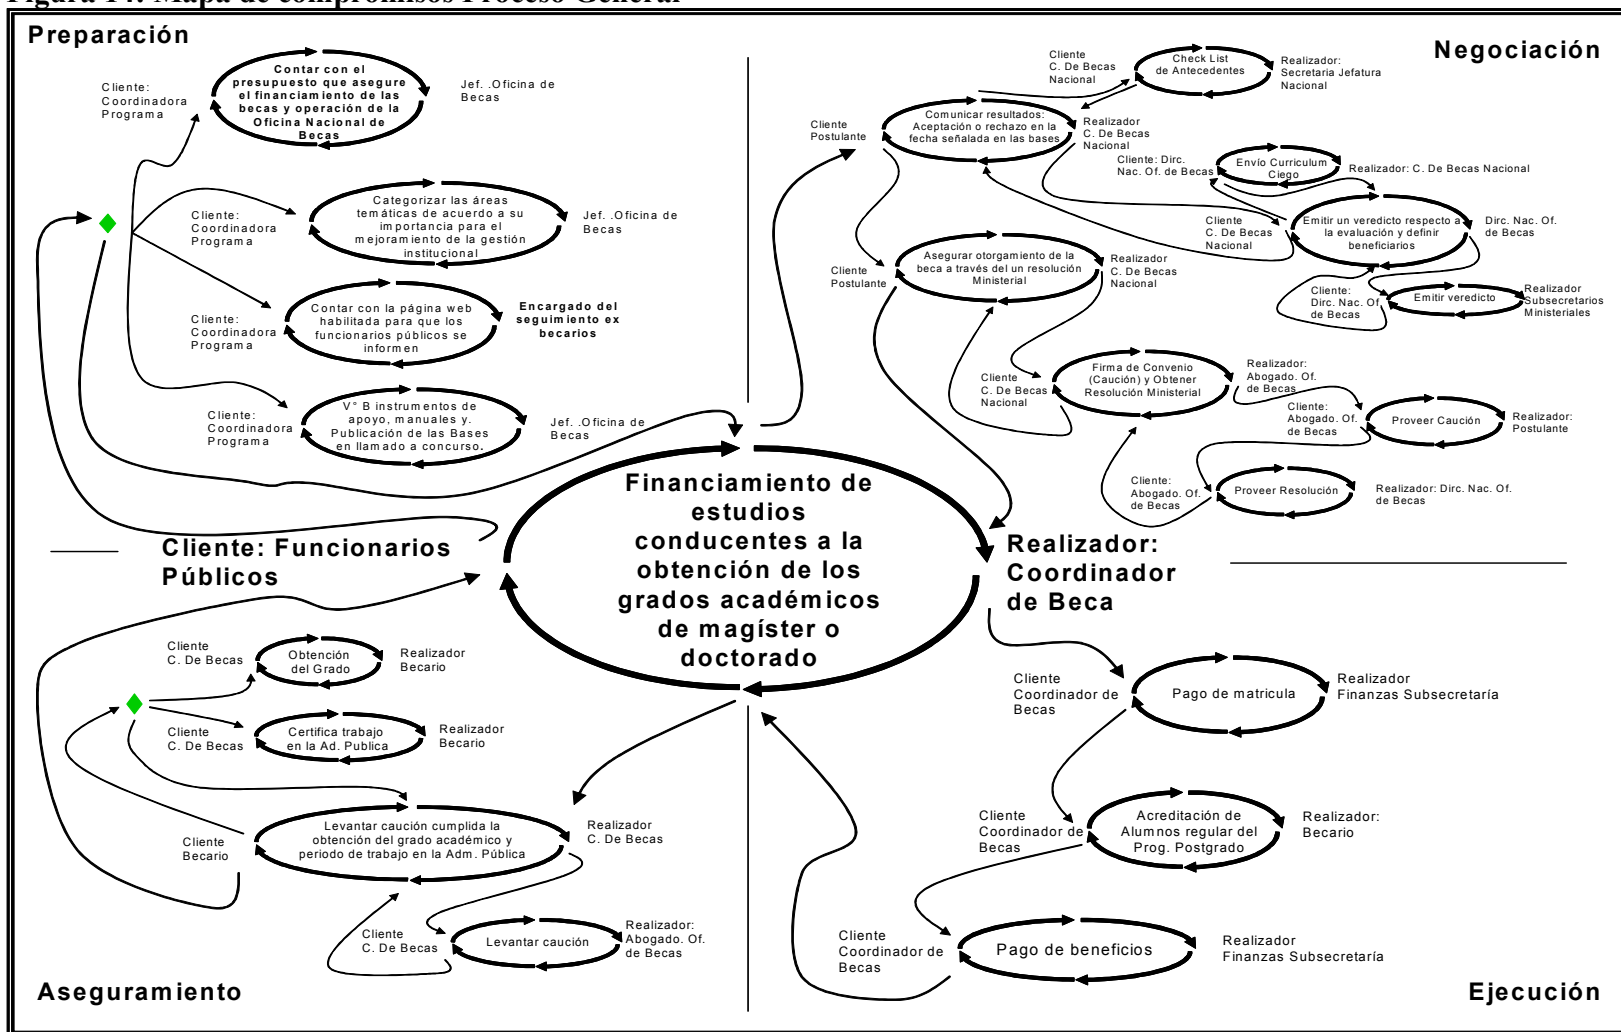 Figura 14: Mapa de compromisos Proceso General
Preparación
Cliente:
Coordinadora
Programa
Contar con el
presupuesto que asegure
el financiamiento de las
becas y operación de la
Oficina Nacional de
Becas
Jef. .Oficina de
Becas
Cliente:
Coordinadora
Programa
Categorizar las áreas
temáticas de acuerdo a su
importancia para el
mejoramiento de la gestión
institucional
Jef. .Oficina de
Becas
Cliente:
Coordinadora
Programa
Contar con la página web
habilitada para que los
funcionarios públicos se
informen
Encargado del
seguimiento ex
becarios
Cliente:
Coordinadora
Programa
V° B instrumentos de
apoyo, manuales y.
Publicación de las Bases
en llamado a concurso.
Jef. .Oficina de
Becas
Negociación
Cliente
C. De Becas
Nacional
Check List
de Antecedentes
Realizador:
Secretaria Jefatura
Nacional
Cliente
Postulante
Comunicar resultados:
Aceptación o rechazo en la
fecha señalada en las bases
Realizador
C. De Becas
Nacional
Cliente: Dirc.
Nac. Of. de Becas
Envío Curriculum
Ciego
Realizador: C. De Becas Nacional
Cliente
C. De Becas
Nacional
Emitir un veredicto respecto a
la evaluación y definir
beneficiarios
Dirc. Nac. Of.
de Becas
Cliente:
Dirc. Nac. Of
de Becas
Emitir veredicto
Realizador
Subsecretarios
Ministeriales
Cliente
Postulante
Asegurar otorgamiento de la
beca a través del un resolución
Ministerial
Realizador
C. De Becas
Nacional
Cliente
C. De Becas
Nacional
Firma de Convenio
(Caución) y Obtener
Resolución Ministerial
Realizador:
Abogado. Of.
de Becas
Cliente:
Abogado. Of.
de Becas
Proveer Caución
Realizador:
Postulante
Cliente:
Abogado. Of.
de Becas
Proveer Resolución
Realizador: Dirc. Nac. Of.
de Becas
Cliente: Funcionarios
Públicos
Financiamiento de
estudios
conducentes a la
obtención de los
grados académicos
de magíster o
doctorado
Realizador:
Coordinador
de Beca
Cliente
C. De Becas
Obtención
del Grado
Realizador
Becario
Cliente
C. De Becas
Certifica trabajo
en la Ad. Publica
Realizador
Becario
Cliente
Becario
Levantar caución cumplida la
obtención del grado académico y
periodo de trabajo en la Adm. Pública
Realizador
C. De Becas
Cliente
C. De Becas
Levantar caución
Realizador:
Abogado. Of.
de Becas
Aseguramiento
Cliente
Coordinador de
Becas
Pago de matricula
Realizador
Finanzas Subsecretaría
Cliente
Coordinador de
Becas
Acreditación de
Alumnos regular del
Prog. Postgrado
Realizador:
Becario
Cliente
Coordinador de
Becas
Pago de beneficios
Realizador
Finanzas Subsecretaría
Ejecución